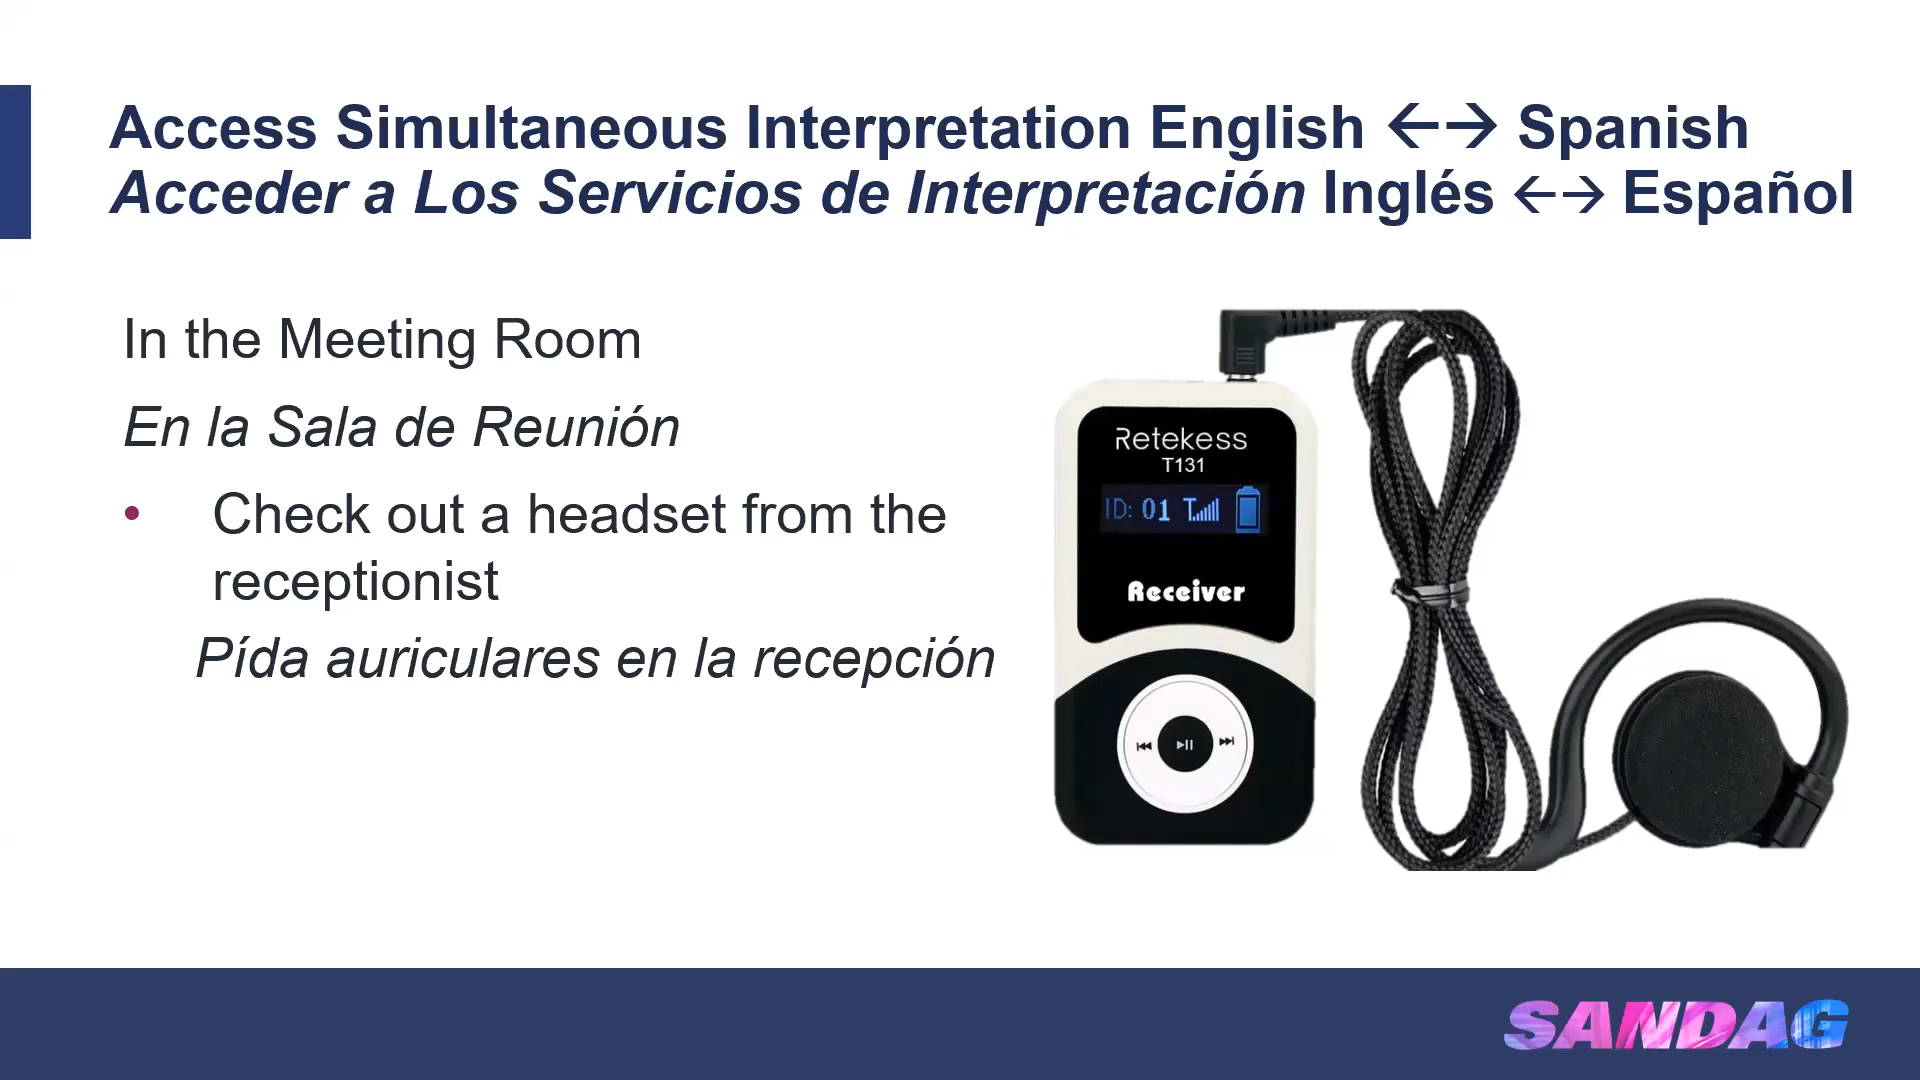 Access Simultaneous Interpretation English ←→ Spanish
Acceder a Los Servicios de Interpretación Inglés ←→ Español
In the Meeting Room
En la Sala de Reunión
• Check out a headset from the
receptionist
Pída auriculares en la recepción
Retekess
T131
ID: 01
Receiver
SANDAG